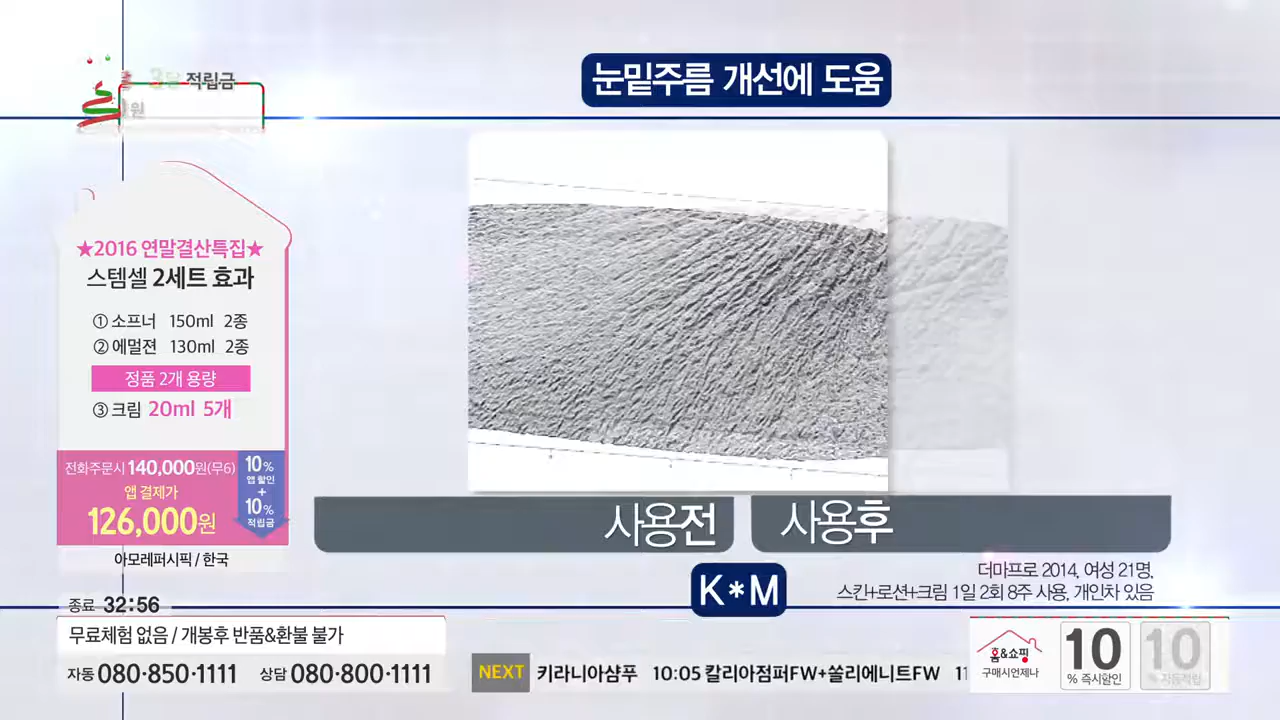 적립금
원
눈밑주름 개선에 도움
★2016 연말결산특집★
스템셀 2세트 효과
① 소프너 150ml 2종
② 에멀젼 130ml 2종
정품 2개 용량
③ 크림 20ml 5개
전화주문시 140,000원(무6)
앱 결제가
126,000원
10%
앱 할인
+
10%
적립금
아모레퍼시픽 / 한국
사용전
사용후
K*M
더마프로 2014, 여성 21명,
스킨+로션+크림 1일 2회 8주 사용, 개인차 있음
종료 32:56
무료체험 없음 / 개봉후 반품&환불 불가
자동 080·850·1111 상담 080·800·1111
NEXT 키라니아샴푸 10:05 칼리아점퍼FW+쏠리에니트FW 11
홈&쇼핑
구매시언제나
10
% 즉시할인
10
% 자동적립